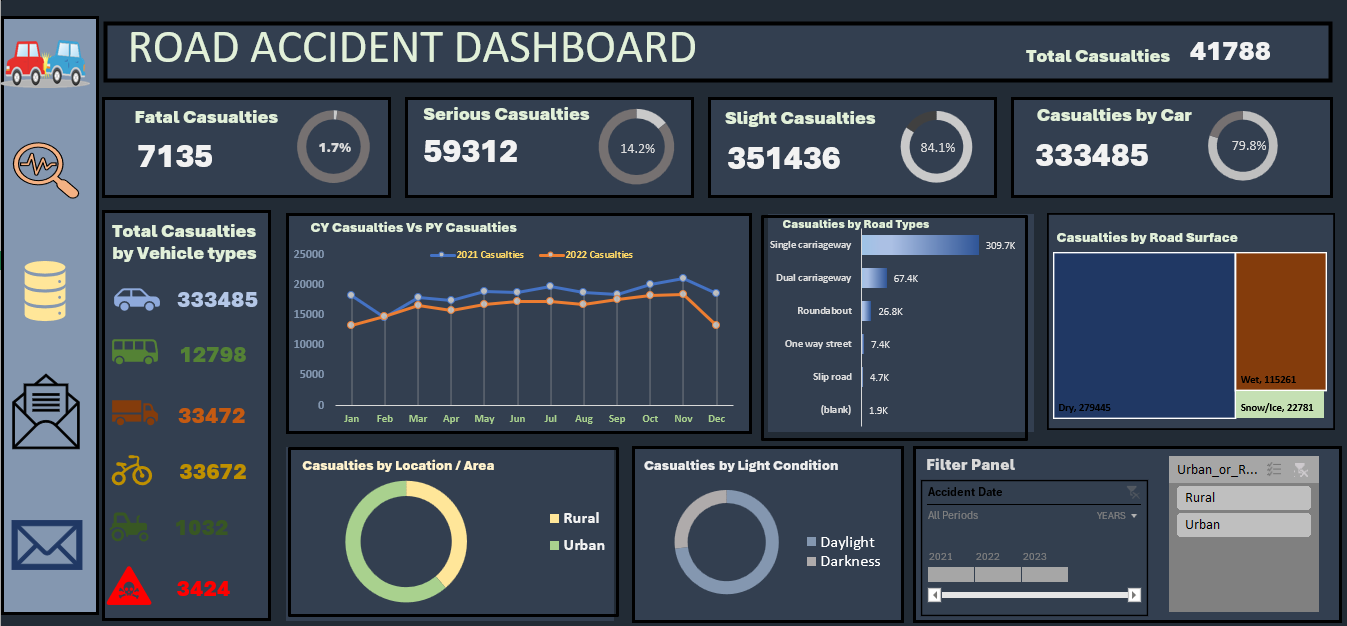 ROAD ACCIDENT DASHBOARD
Total Casualties 41788
Fatal Casualties
7135
1.7%
Serious Casualties
59312
14.2%
Slight Casualties
351436
84.1%
Casualties by Car
333485
79.8%
Total Casualties
by Vehicle types
333485
12798
33472
33672
1032
3424
CY Casualties Vs PY Casualties
2021 Casualties 2022 Casualties
25000
20000
15000
10000
5000
0
Jan Feb Mar Apr May Jun Jul Aug Sep Oct Nov Dec
Casualties by Road Types
Single carriageway 309.7K
Dual carriageway 67.4K
Roundabout 26.8K
One way street 7.4K
Slip road 4.7K
(blank) 1.9K
Casualties by Road Surface
Dry, 279445
Wet, 115261
Snow/Ice, 22781
Casualties by Location / Area
Rural
Urban
Casualties by Light Condition
Daylight
Darkness
Filter Panel
Accident Date
All Periods YEARS
2021 2022 2023
Urban_or_R...
Rural
Urban